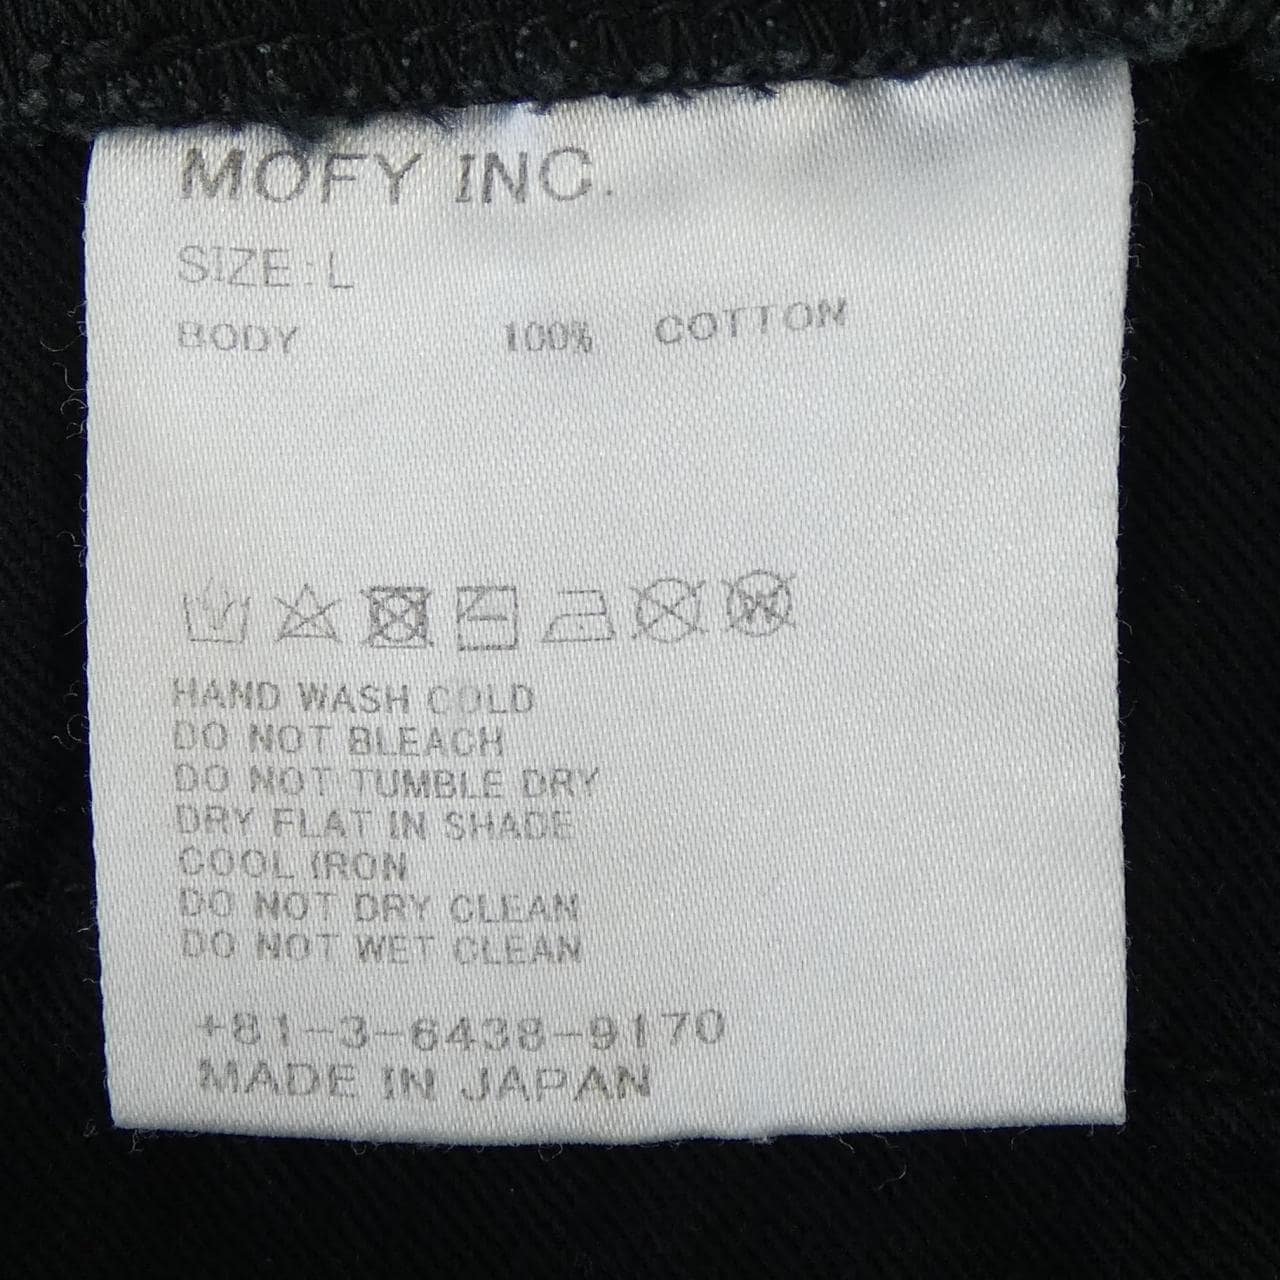 MOFY INC.
SIZE:L
BODY 100% COTTON
HAND WASH COLD
DO NOT BLEACH
DO NOT TUMBLE DRY
DRY FLAT IN SHADE
COOL IRON
DO NOT DRY CLEAN
DO NOT WET CLEAN
+81-3-6438-9170
MADE IN JAPAN